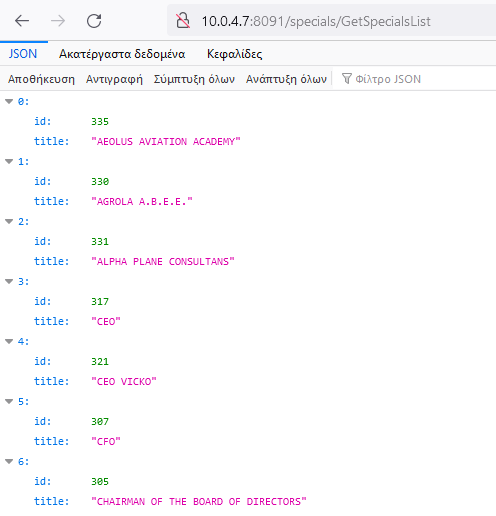 10.0.4.7:8091/specials/GetSpecialsList
JSON Ακατέργαστα δεδομένα Κεφαλίδες
Αποθήκευση Αντιγραφή Σύμπτυξη όλων Ανάπτυξη όλων Φίλτρο JSON
0:
id: 335
title: "AEOLUS AVIATION ACADEMY"
1:
id: 330
title: "AGROLA A.B.E.E."
2:
id: 331
title: "ALPHA PLANE CONSULTANS"
3:
id: 317
title: "CEO"
4:
id: 321
title: "CEO VICKO"
5:
id: 307
title: "CFO"
6:
id: 305
title: "CHAIRMAN OF THE BOARD OF DIRECTORS"